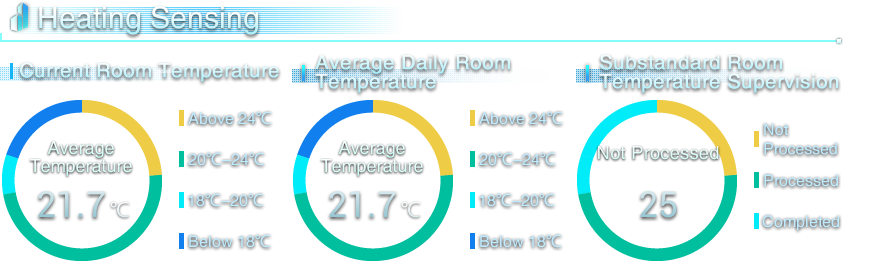 Heating Sensing
Current Room Temperature
Average
Temperature
21.7 ℃
Above 24℃
20℃–24℃
18℃–20℃
Below 18℃
Average Daily Room
Temperature
Average
Temperature
21.7 ℃
Above 24℃
20℃–24℃
18℃–20℃
Below 18℃
Substandard Room
Temperature Supervision
Not Processed
25
Not
Processed
Processed
Completed